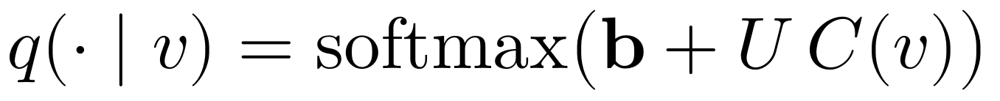 q(· | v) = softmax(b + U C(v))